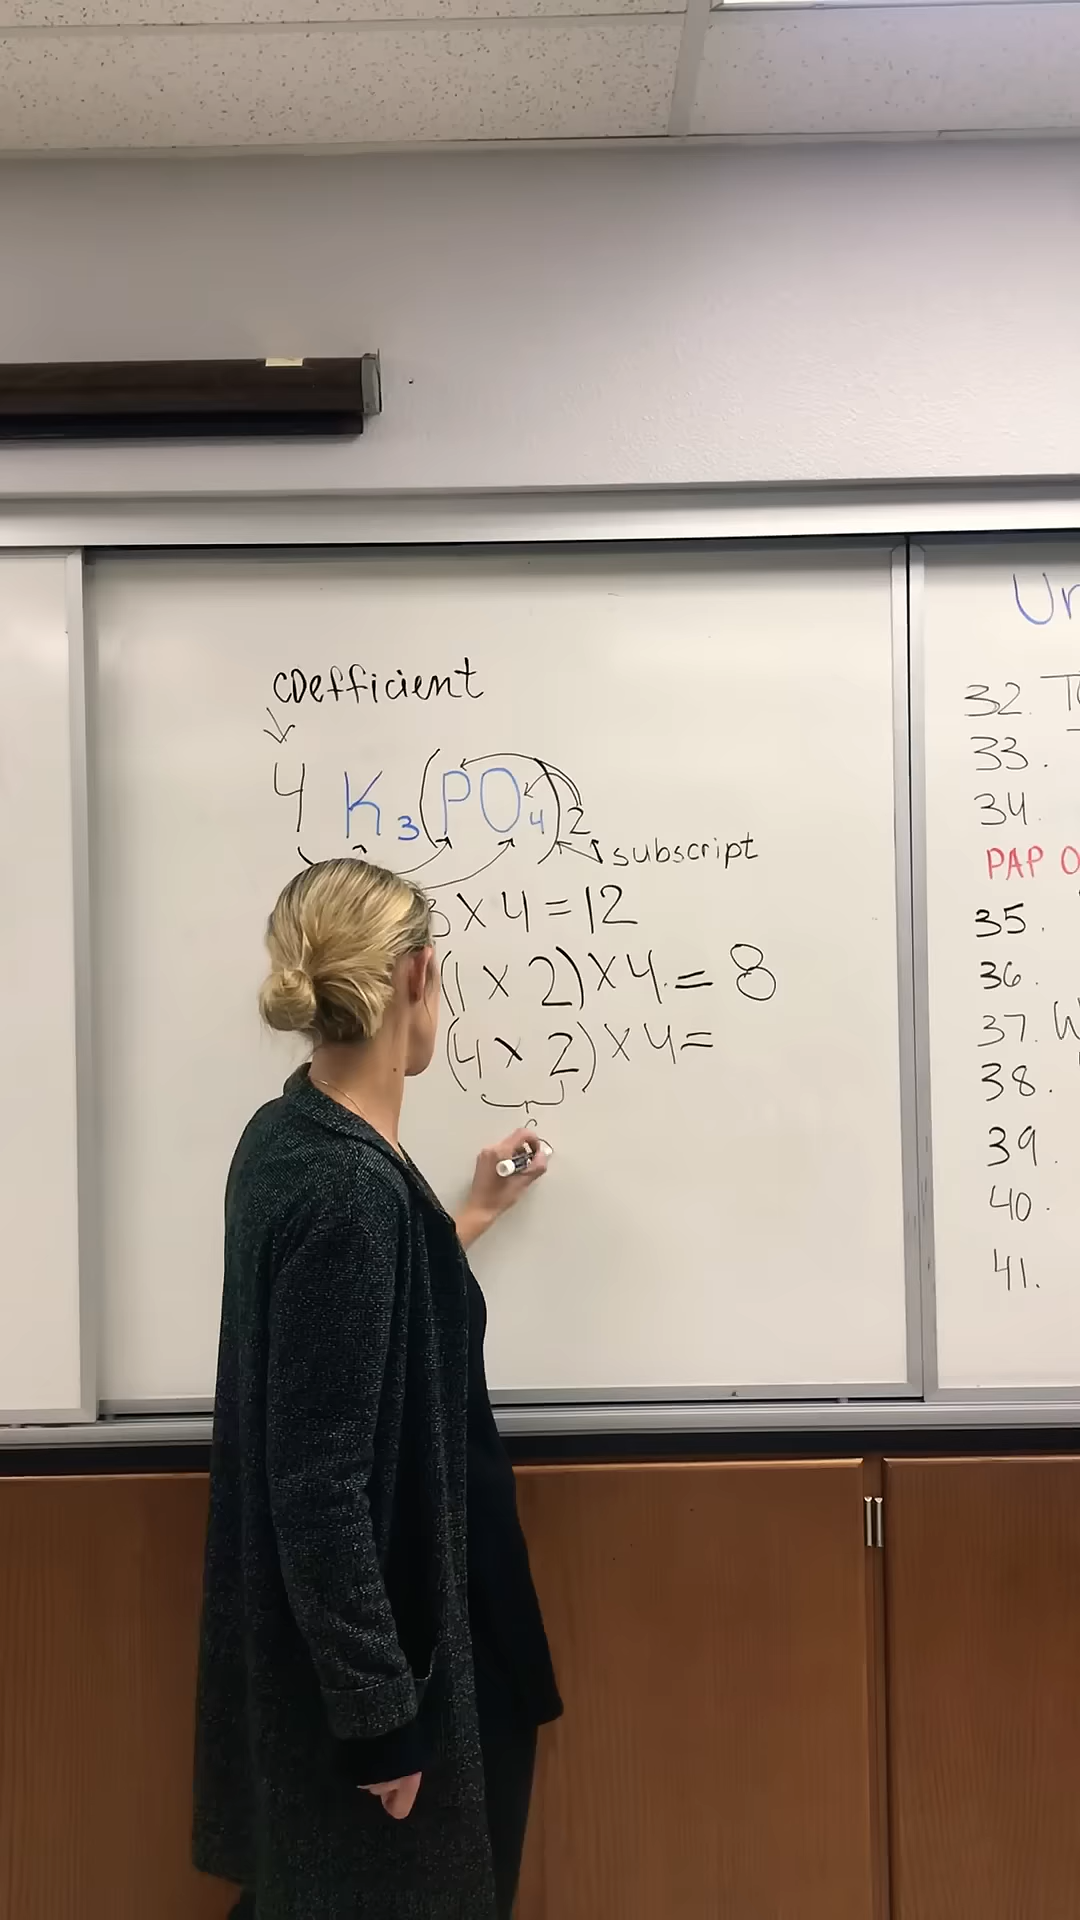 coefficient
4 K3(PO4)2
subscript
3 x 4 = 12
(1 x 2) x 4 = 8
(4 x 2) x 4 =
32.
33.
34.
PAP
35.
36.
37.
38.
39.
40.
41.